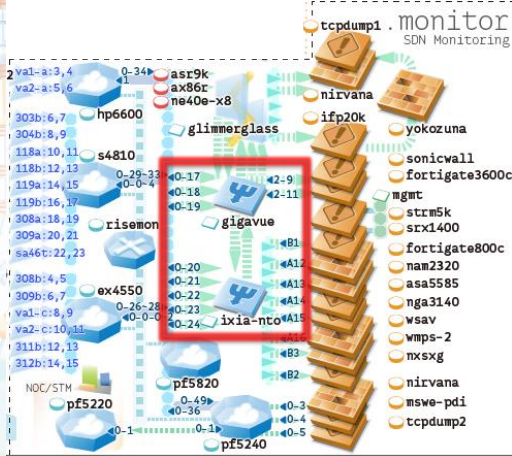 tcpdump1
.monitor
SDN Monitoring
va1-a:3,4
va2-a:5,6
0-34
1
asr9k
ax86r
ne40e-x8
nirvana
hp6600
ifp20k
303b:6,7
304b:8,9
glimmerglass
yokozuna
118a:10,11
118b:12,13
119a:14,15
119b:16,17
308a:18,19
309a:20,21
sa46t:22,23
s4810
0-29-33
0-0-4
0-17
0-18
0-19
2-9
2-11
gigavue
sonicwall
fortigate3600c
mgmt
strm5k
srx1400
risemon
B1
A12
A13
A14
A15
A16
B3
B2
fortigate800c
nam2320
asa5585
nga3140
wsav
wmps-2
nxsxg
308b:4,5
309b:6,7
va1-c:8,9
va2-c:10,11
311b:12,13
312b:14,15
ex4550
0-26-28
0-0-2
0-20
0-21
0-22
0-23
0-24
ixia-nto
NOC/STM
pf5820
nirvana
mswe-pdi
tcpdump2
pf5220
0-49
0-36
0-1
0-1
pf5240
0-3
0-4
0-5